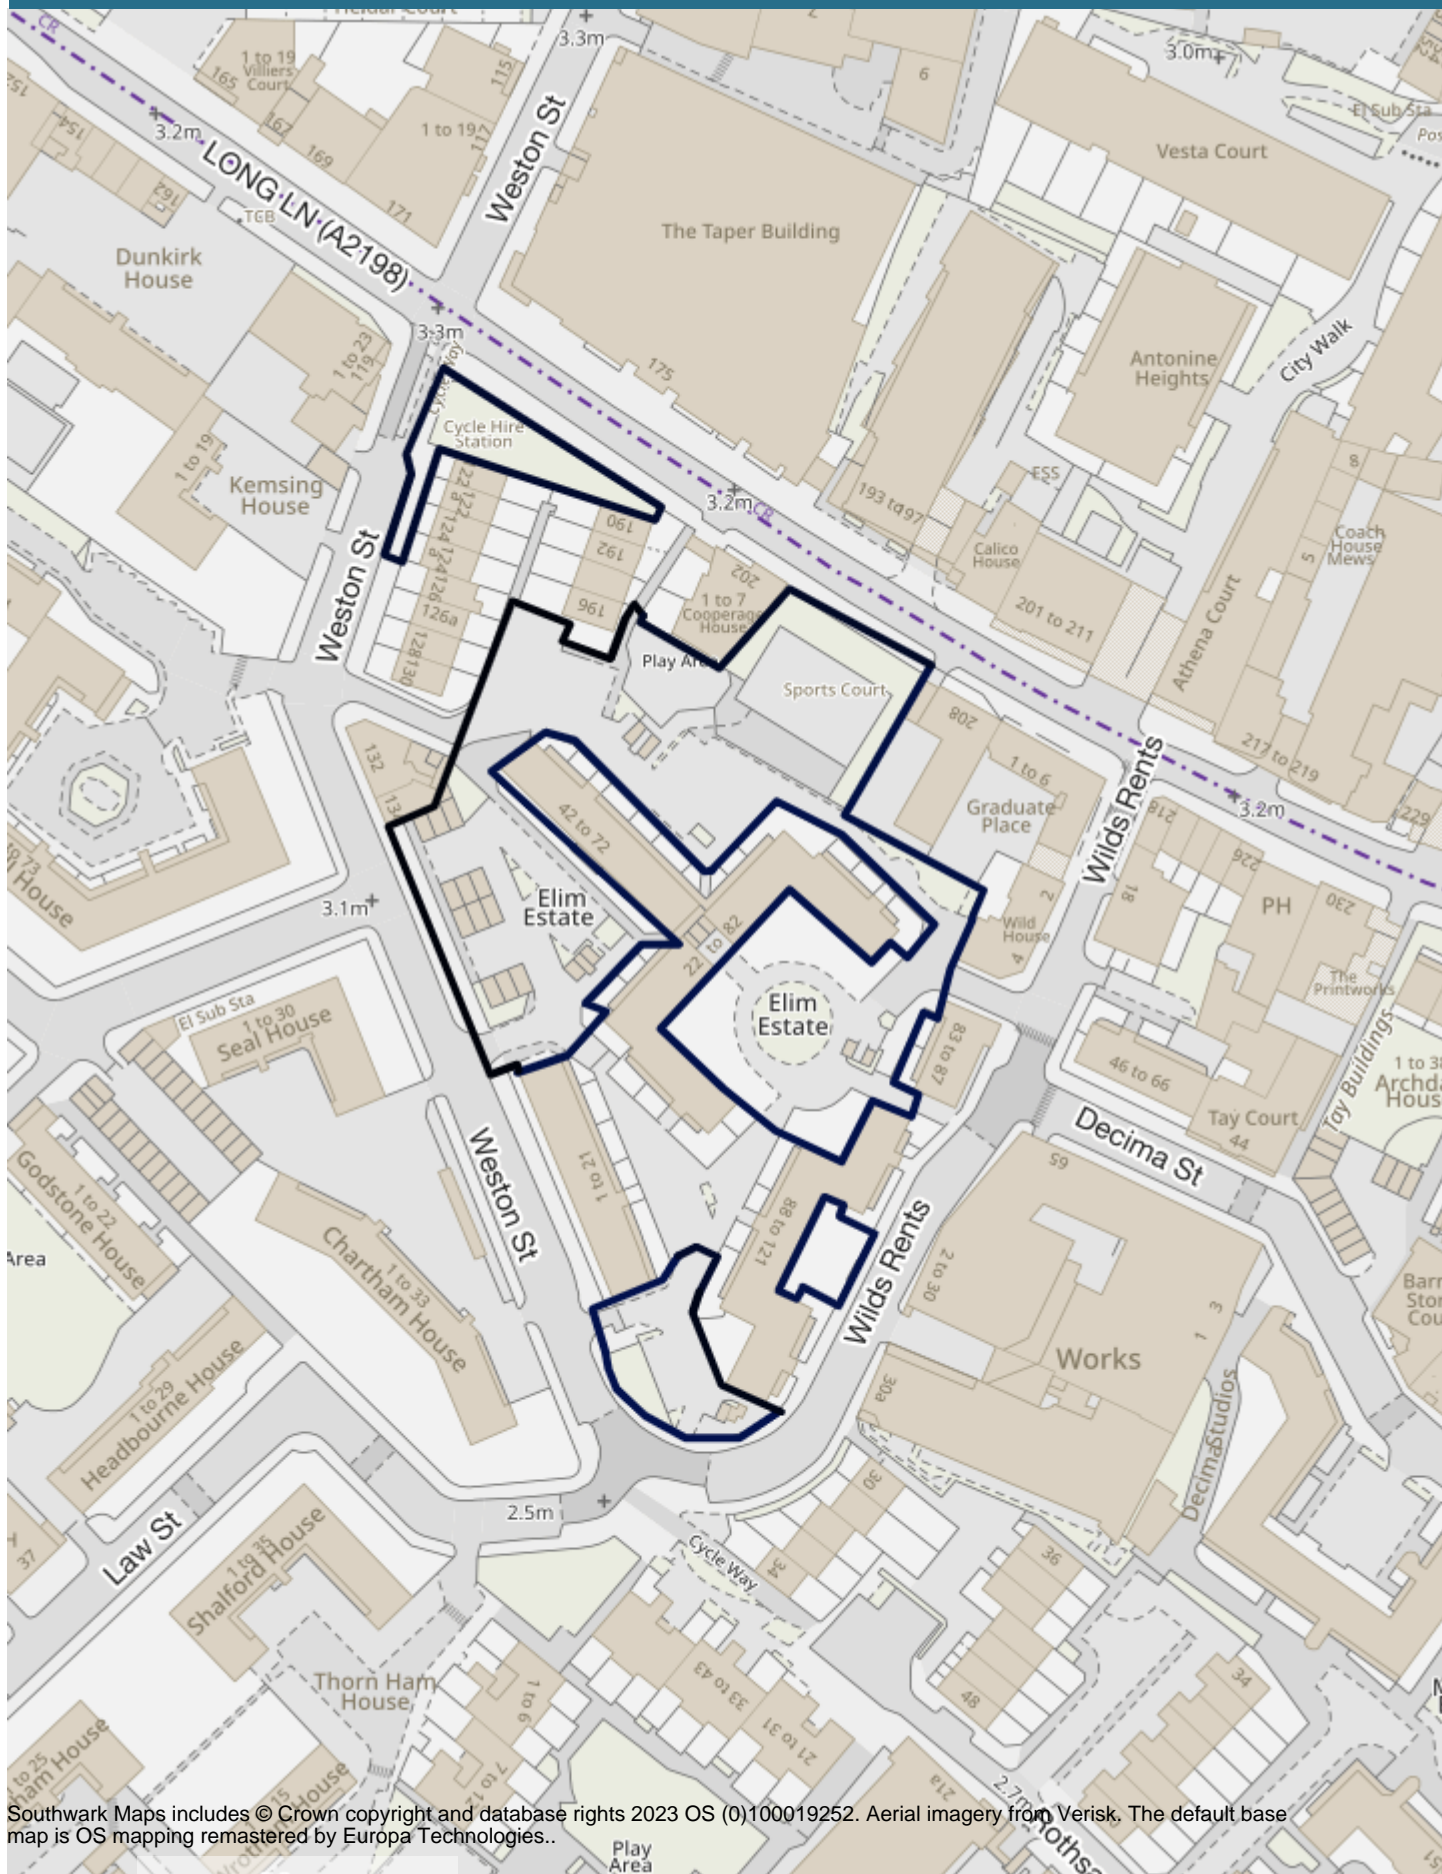 CR
3.3m
3.0m
1 to 19
Villiers
Court
165
115
6
El Sub Sta
154
3.2m
167
1 to 19
117
Weston St
Vesta Court
LONG LN (A2198)
169
162
171
TCB
The Taper Building
Dunkirk
House
3.3m
1 to 23
119
175
Antonine
Heights
City Walk
Cycle Way
Cycle Hire
Station
1 to 19
Kemsing
House
ESS
8
3.2m
CR
193 to 197
190
192
196
Coach
House
Mews
5
Calico
House
202
1 to 7
Cooperage
House
201 to 211
Athena Court
126a
128
130
Weston St
Play Area
Sports Court
208
132
1 to 6
217 to 219
Wilds Rents
3.2m
229
218
Graduate
Place
42 to 72
226
230
PH
18
2
Wild
House
4
3.1m
Elim
Estate
22 to 82
The
Printworks
Elim
Estate
El Sub Sta
1 to 30
Seal House
83 to 87
46 to 66
Tay Court
44
Tay Buildings
Decima St
59
Weston St
1 to 21
88 to 121
Godstone House
1 to 22
Area
Chartham House
1 to 33
Wilds Rents
2 to 30
3
1
Works
30a
Headbourne House
1 to 29
Decima Studios
30
34
Law St
2.5m
37
Cycle Way
36
Shalford House
1 to 35
Thorn Ham
House
1 to 6
33 to 43
21 to 31
48
34
7 to 12
21a
2.7m
Play
Area
Southwark Maps includes © Crown copyright and database rights 2023 OS (0)100019252. Aerial imagery from Verisk. The default base
map is OS mapping remastered by Europa Technologies..